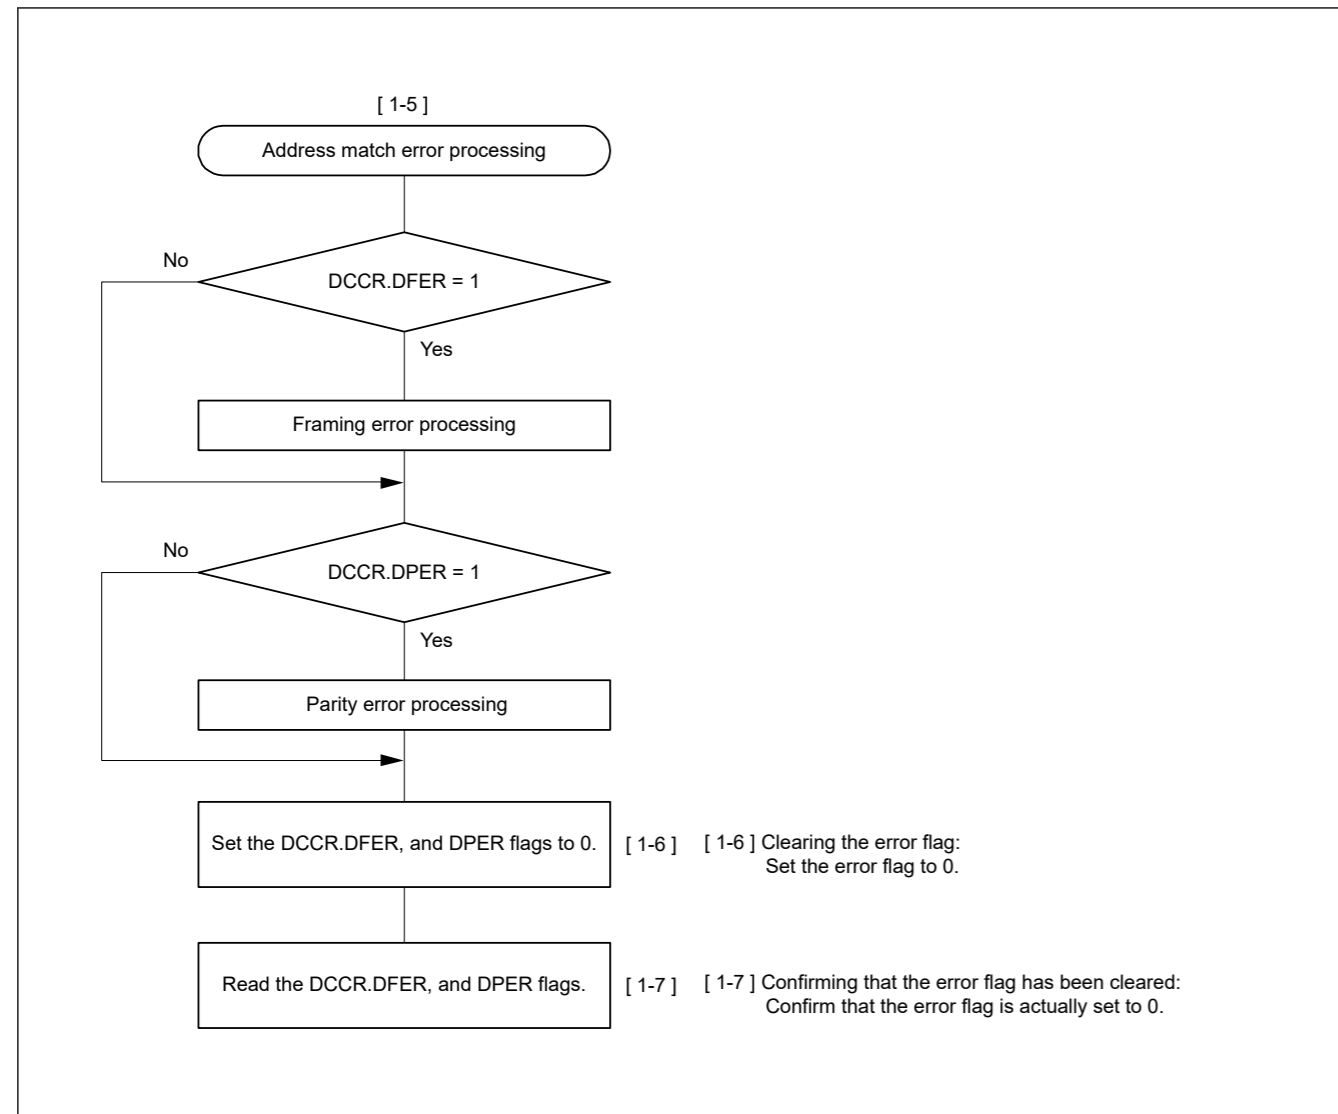 [ 1-5 ]
Address match error processing
No
DCCR.DFER = 1
Yes
Framing error processing
No
DCCR.DPER = 1
Yes
Parity error processing
Set the DCCR.DFER, and DPER flags to 0.
[ 1-6 ]
[ 1-6 ] Clearing the error flag:
Set the error flag to 0.
Read the DCCR.DFER, and DPER flags.
[ 1-7 ]
[ 1-7 ] Confirming that the error flag has been cleared:
Confirm that the error flag is actually set to 0.